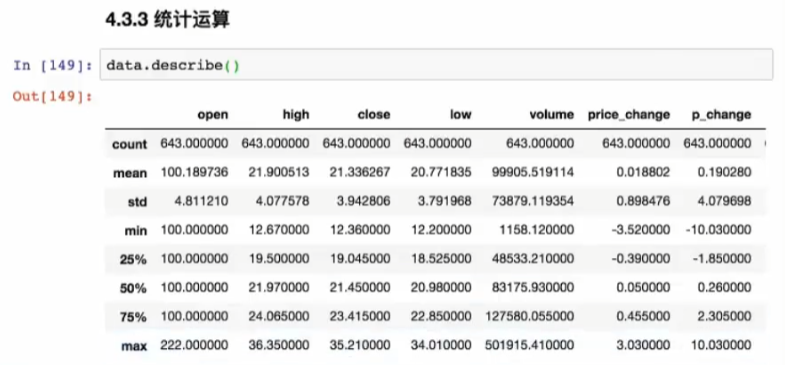 4.3.3 统计运算
In [149]: data.describe()
Out[149]:
open high close low volume price_change p_change
count 643.000000 643.000000 643.000000 643.000000 643.000000 643.000000 643.000000
mean 100.189736 21.900513 21.336267 20.771835 99905.519114 0.018802 0.190280
std 4.811210 4.077578 3.942806 3.791968 73879.119354 0.898476 4.079698
min 100.000000 12.670000 12.360000 12.200000 1158.120000 -3.520000 -10.030000
25% 100.000000 19.500000 19.045000 18.525000 48533.210000 -0.390000 -1.850000
50% 100.000000 21.970000 21.450000 20.980000 83175.930000 0.050000 0.260000
75% 100.000000 24.065000 23.415000 22.850000 127580.055000 0.455000 2.305000
max 222.000000 36.350000 35.210000 34.010000 501915.410000 3.030000 10.030000